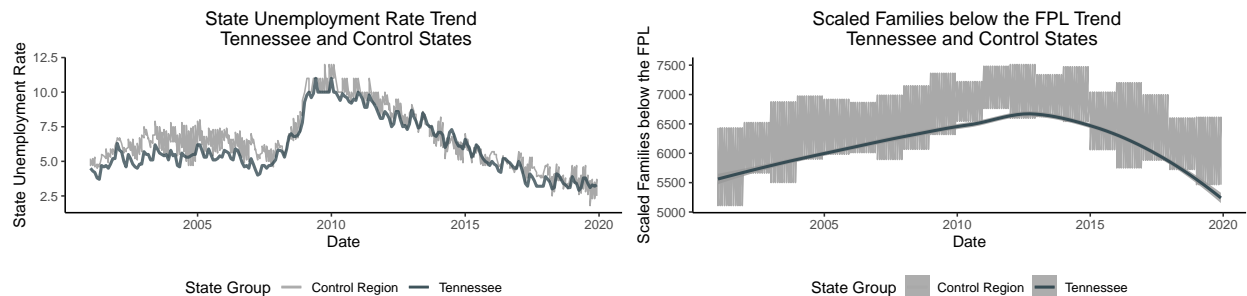 State Unemployment Rate Trend
Tennessee and Control States
State Unemployment Rate
12.5
10.0
7.5
5.0
2.5
2005
2010
2015
2020
Date
State Group
Control Region
Tennessee
Scaled Families below the FPL Trend
Tennessee and Control States
Scaled Families below the FPL
7500
7000
6500
6000
5500
5000
2005
2010
2015
2020
Date
State Group
Control Region
Tennessee